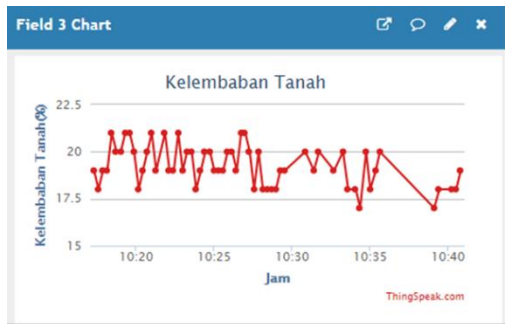 Field 3 Chart
Kelembaban Tanah
Kelembaban Tanah(%)
22.5
20
17.5
15
10:20 10:25 10:30 10:35 10:40
Jam
ThingSpeak.com